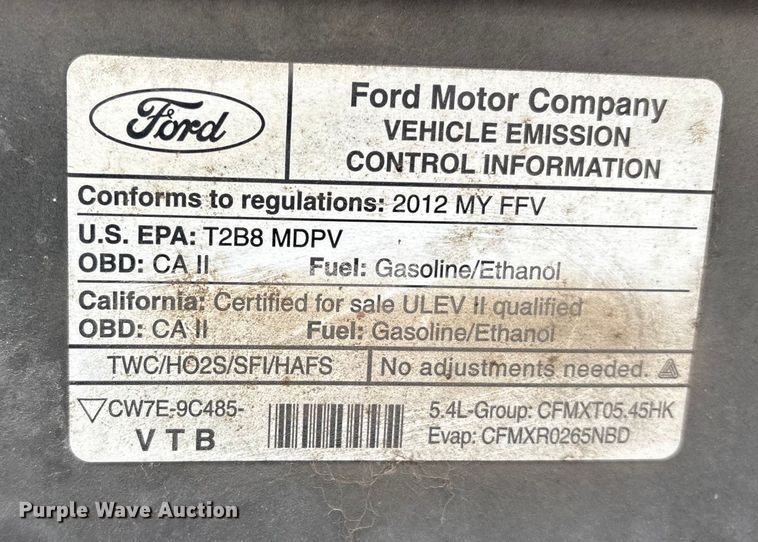 Ford
Ford Motor Company
VEHICLE EMISSION
CONTROL INFORMATION
Conforms to regulations: 2012 MY FFV
U.S. EPA: T2B8 MDPV
OBD: CA II Fuel: Gasoline/Ethanol
California: Certified for sale ULEV II qualified
OBD: CA II Fuel: Gasoline/Ethanol
TWC/HO2S/SFI/HAFS No adjustments needed.
CW7E-9C485- 5.4L-Group: CFMXT05.45HK
VTB Evap: CFMXR0265NBD
Purple Wave Auction